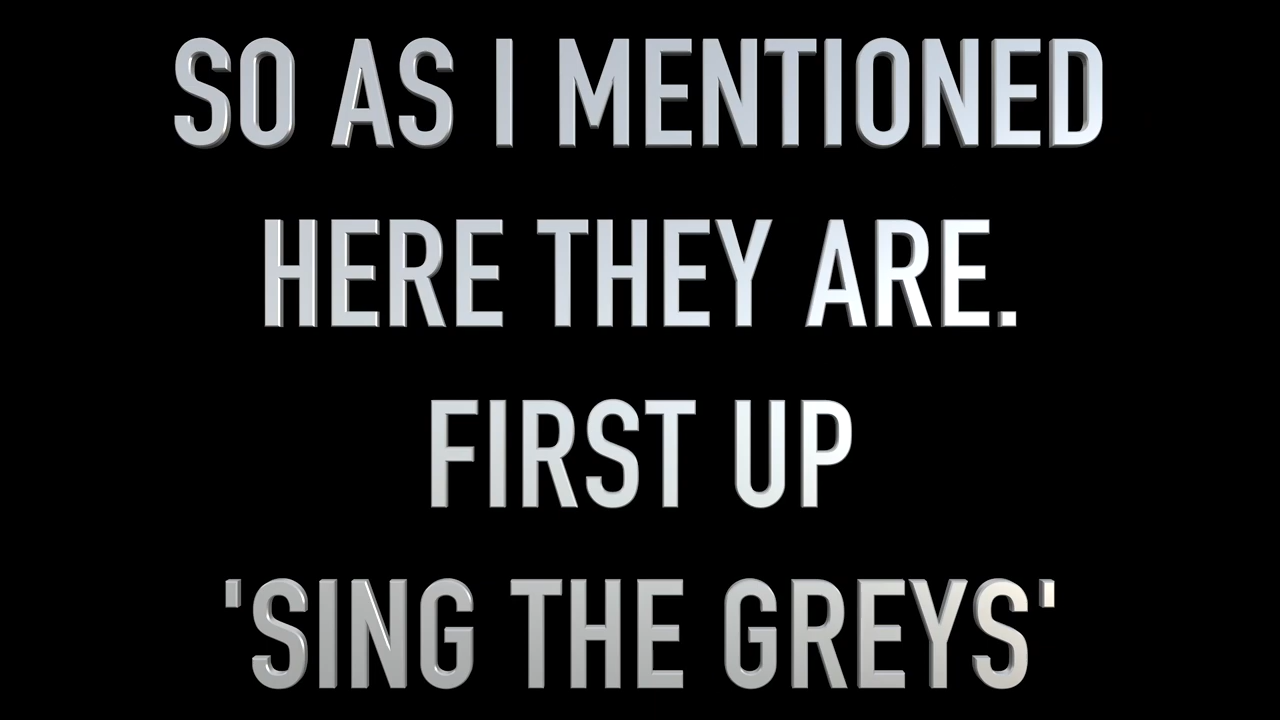 SO AS I MENTIONED
HERE THEY ARE.
FIRST UP
'SING THE GREYS'